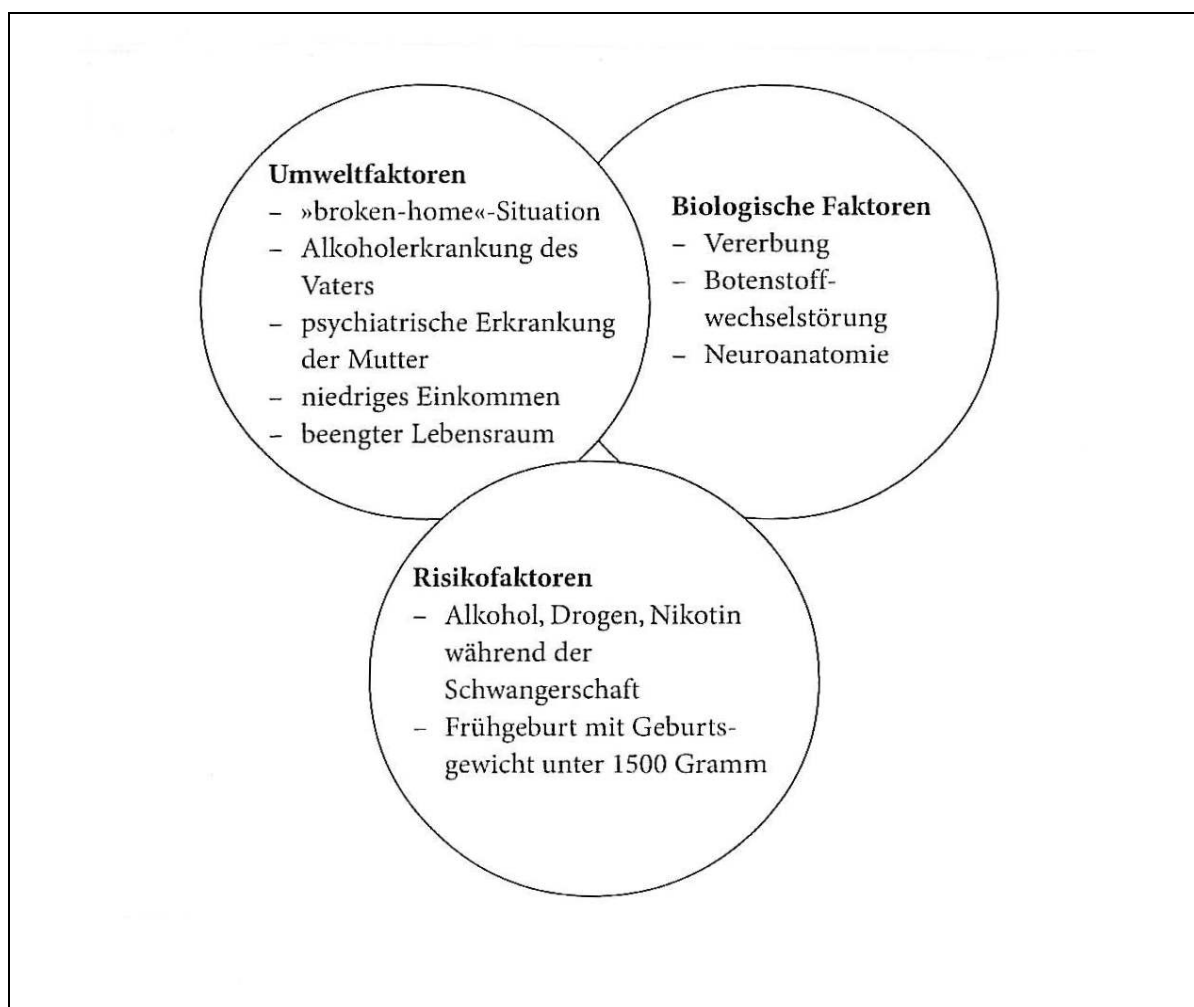 Umweltfaktoren
– »broken-home«-Situation
– Alkoholerkrankung des
Vaters
– psychiatrische Erkrankung
der Mutter
– niedriges Einkommen
– beengter Lebensraum
Biologische Faktoren
– Vererbung
– Botenstoff-
wechselstörung
– Neuroanatomie
Risikofaktoren
– Alkohol, Drogen, Nikotin
während der
Schwangerschaft
– Frühgeburt mit Geburts-
gewicht unter 1500 Gramm